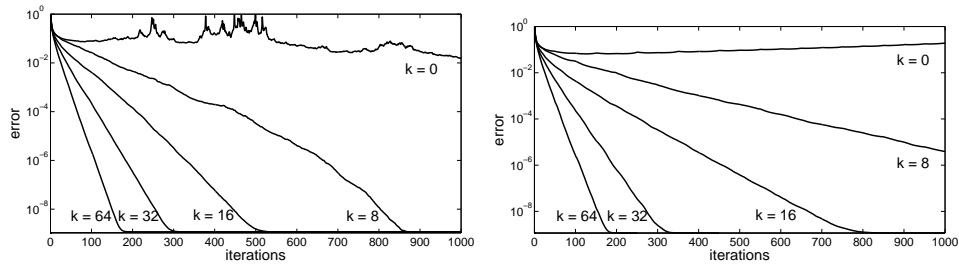 10^0
10^-2
10^-4
10^-6
10^-8
error
k = 0
k = 64
k = 32
k = 16
k = 8
0 100 200 300 400 500 600 700 800 900 1000
iterations
10^0
10^-2
10^-4
10^-6
10^-8
error
k = 0
k = 8
k = 64
k = 32
k = 16
0 100 200 300 400 500 600 700 800 900 1000
iterations